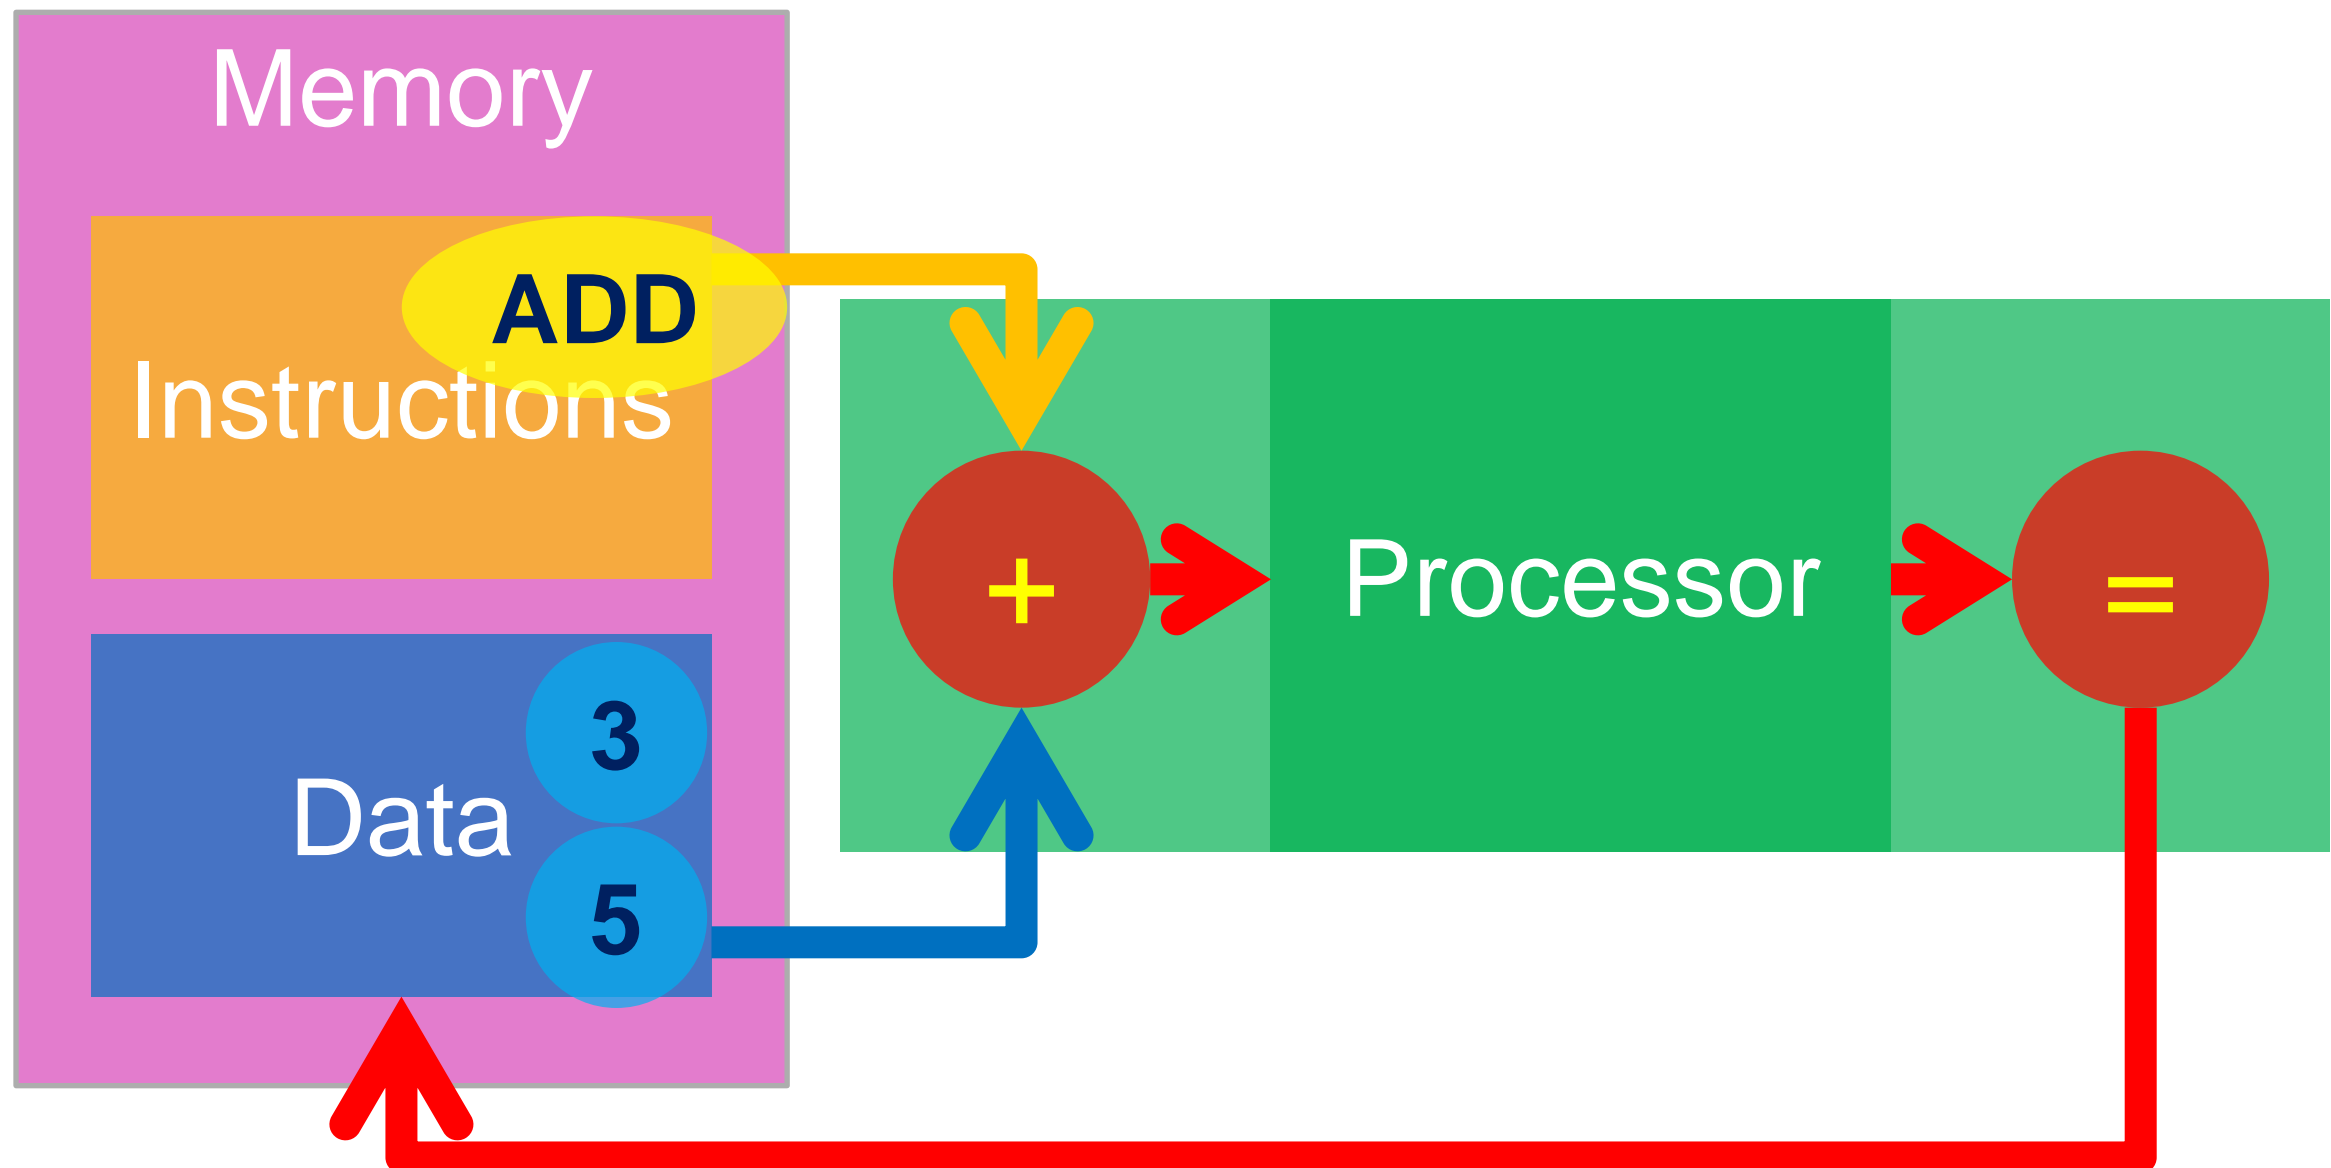 Memory
ADD
Instructions
+
Processor
=
3
Data
5